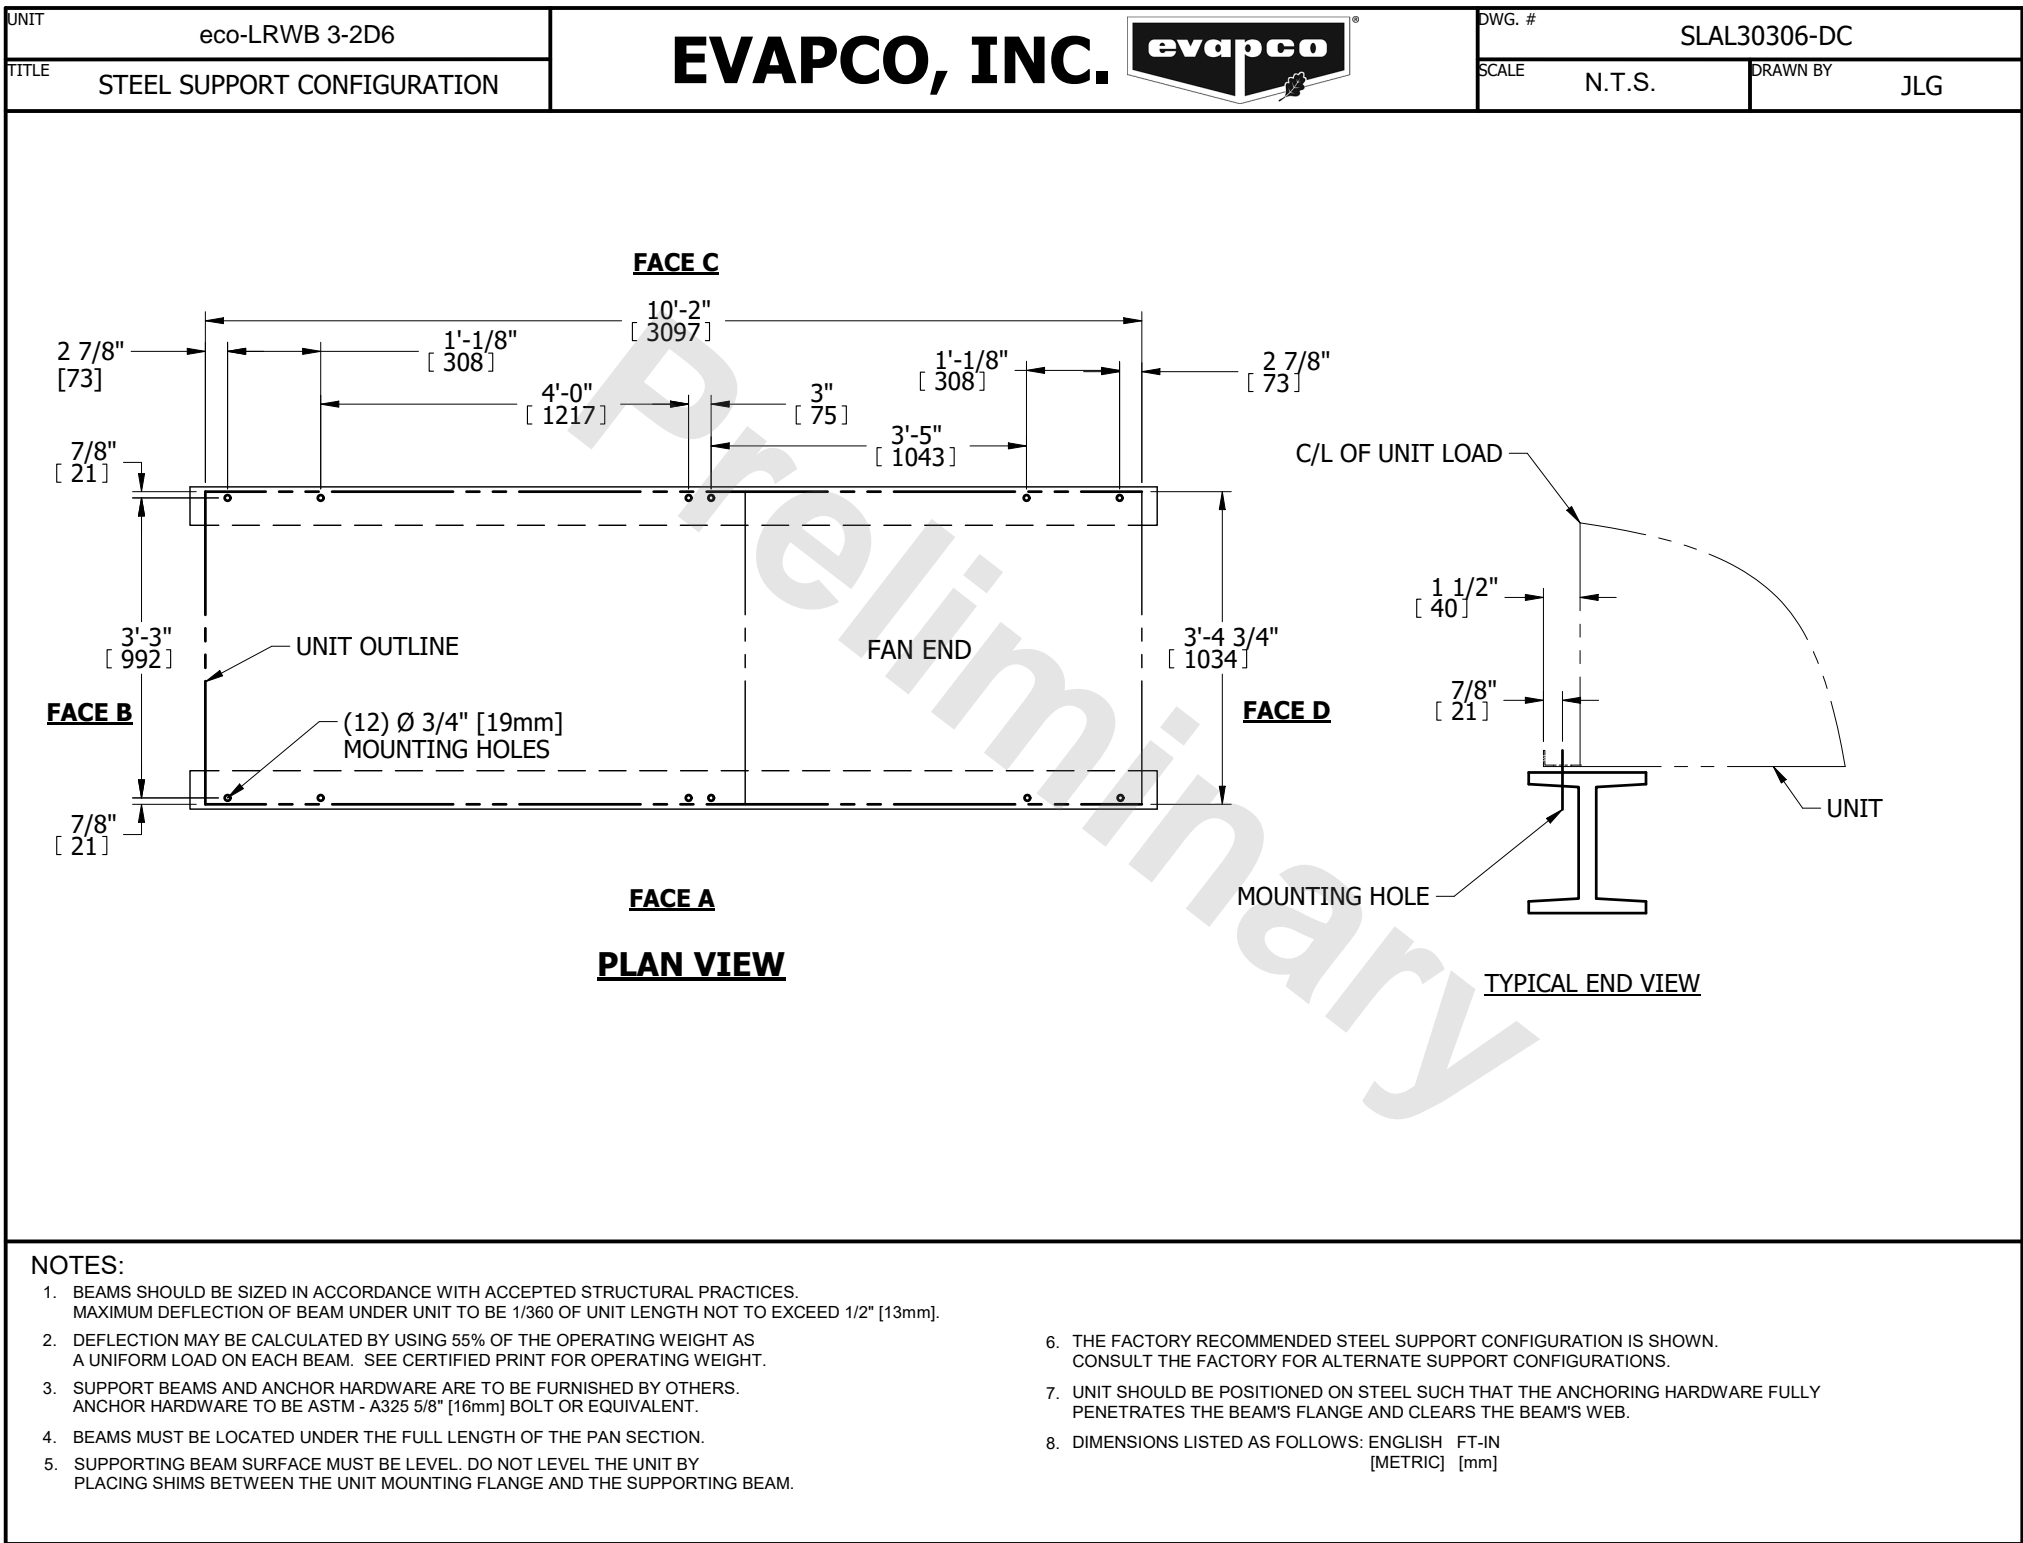 UNIT
eco-LRWB 3-2D6
TITLE
STEEL SUPPORT CONFIGURATION
EVAPCO, INC.
evapco
®
DWG. #
SLAL30306-DC
SCALE
N.T.S.
DRAWN BY
JLG
FACE C
10'-2"
[ 3097]
2 7/8"
[73]
1'-1/8"
[ 308]
1'-1/8"
[ 308]
2 7/8"
[ 73]
4'-0"
[ 1217]
3"
[ 75]
3'-5"
[ 1043]
7/8"
[ 21]
C/L OF UNIT LOAD
1 1/2"
[ 40]
3'-3"
[ 992]
UNIT OUTLINE
FAN END
3'-4 3/4"
[ 1034]
7/8"
[ 21]
FACE B
(12) Ø 3/4" [19mm]
MOUNTING HOLES
FACE D
7/8"
[ 21]
UNIT
MOUNTING HOLE
FACE A
PLAN VIEW
TYPICAL END VIEW
Preliminary
NOTES:
1. BEAMS SHOULD BE SIZED IN ACCORDANCE WITH ACCEPTED STRUCTURAL PRACTICES.
MAXIMUM DEFLECTION OF BEAM UNDER UNIT TO BE 1/360 OF UNIT LENGTH NOT TO EXCEED 1/2" [13mm].
2. DEFLECTION MAY BE CALCULATED BY USING 55% OF THE OPERATING WEIGHT AS
A UNIFORM LOAD ON EACH BEAM. SEE CERTIFIED PRINT FOR OPERATING WEIGHT.
3. SUPPORT BEAMS AND ANCHOR HARDWARE ARE TO BE FURNISHED BY OTHERS.
ANCHOR HARDWARE TO BE ASTM - A325 5/8" [16mm] BOLT OR EQUIVALENT.
4. BEAMS MUST BE LOCATED UNDER THE FULL LENGTH OF THE PAN SECTION.
5. SUPPORTING BEAM SURFACE MUST BE LEVEL. DO NOT LEVEL THE UNIT BY
PLACING SHIMS BETWEEN THE UNIT MOUNTING FLANGE AND THE SUPPORTING BEAM.
6. THE FACTORY RECOMMENDED STEEL SUPPORT CONFIGURATION IS SHOWN.
CONSULT THE FACTORY FOR ALTERNATE SUPPORT CONFIGURATIONS.
7. UNIT SHOULD BE POSITIONED ON STEEL SUCH THAT THE ANCHORING HARDWARE FULLY
PENETRATES THE BEAM'S FLANGE AND CLEARS THE BEAM'S WEB.
8. DIMENSIONS LISTED AS FOLLOWS: ENGLISH FT-IN
[METRIC] [mm]